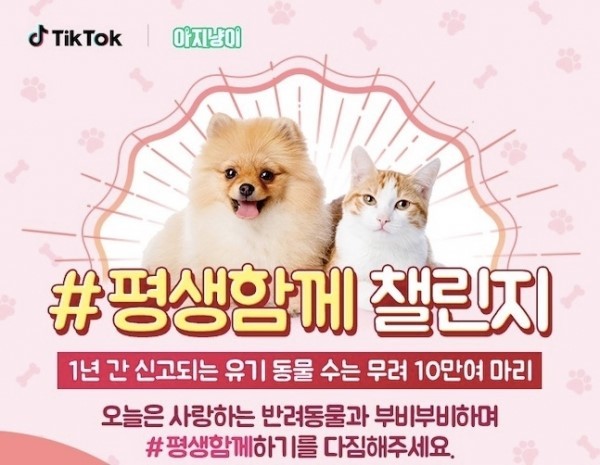 TikTok 아지냥이
#평생함께 챌린지
1년 간 신고되는 유기 동물 수는 무려 10만여 마리
오늘은 사랑하는 반려동물과 부비부비하며
#평생함께하기를 다짐해주세요.